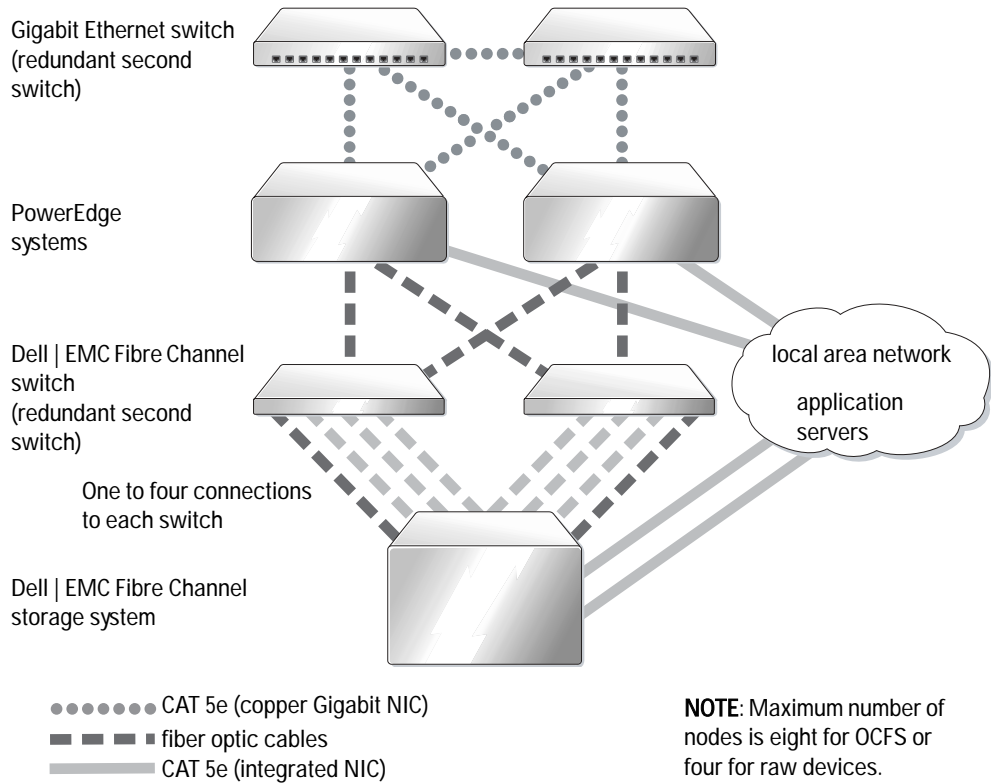 Gigabit Ethernet switch
(redundant second
switch)
PowerEdge
systems
Dell | EMC Fibre Channel
switch
(redundant second
switch)
local area network
application
servers
One to four connections
to each switch
Dell | EMC Fibre Channel
storage system
CAT 5e (copper Gigabit NIC)
fiber optic cables
CAT 5e (integrated NIC)
NOTE: Maximum number of
nodes is eight for OCFS or
four for raw devices.